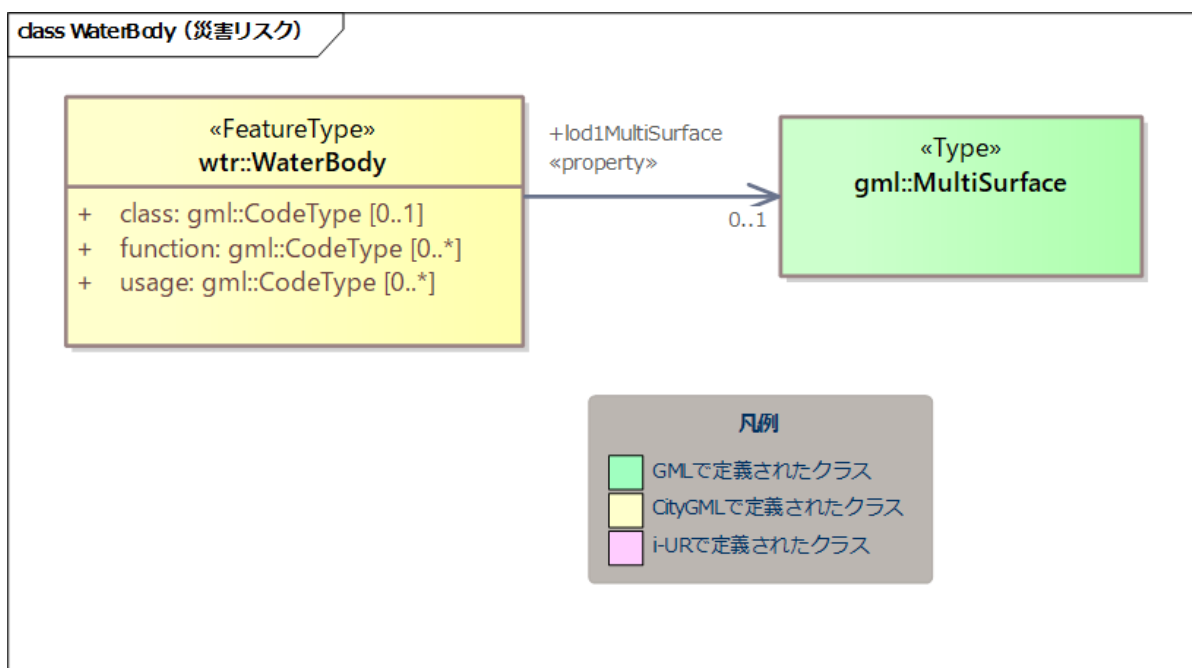 class WaterBody (災害リスク)
«FeatureType»
wtr::WaterBody
+ class: gml::CodeType [0..1]
+ function: gml::CodeType [0..*]
+ usage: gml::CodeType [0..*]
+lod1MultiSurface
«property»
0..1
«Type»
gml::MultiSurface
凡例
GMLで定義されたクラス
CityGMLで定義されたクラス
i-URで定義されたクラス